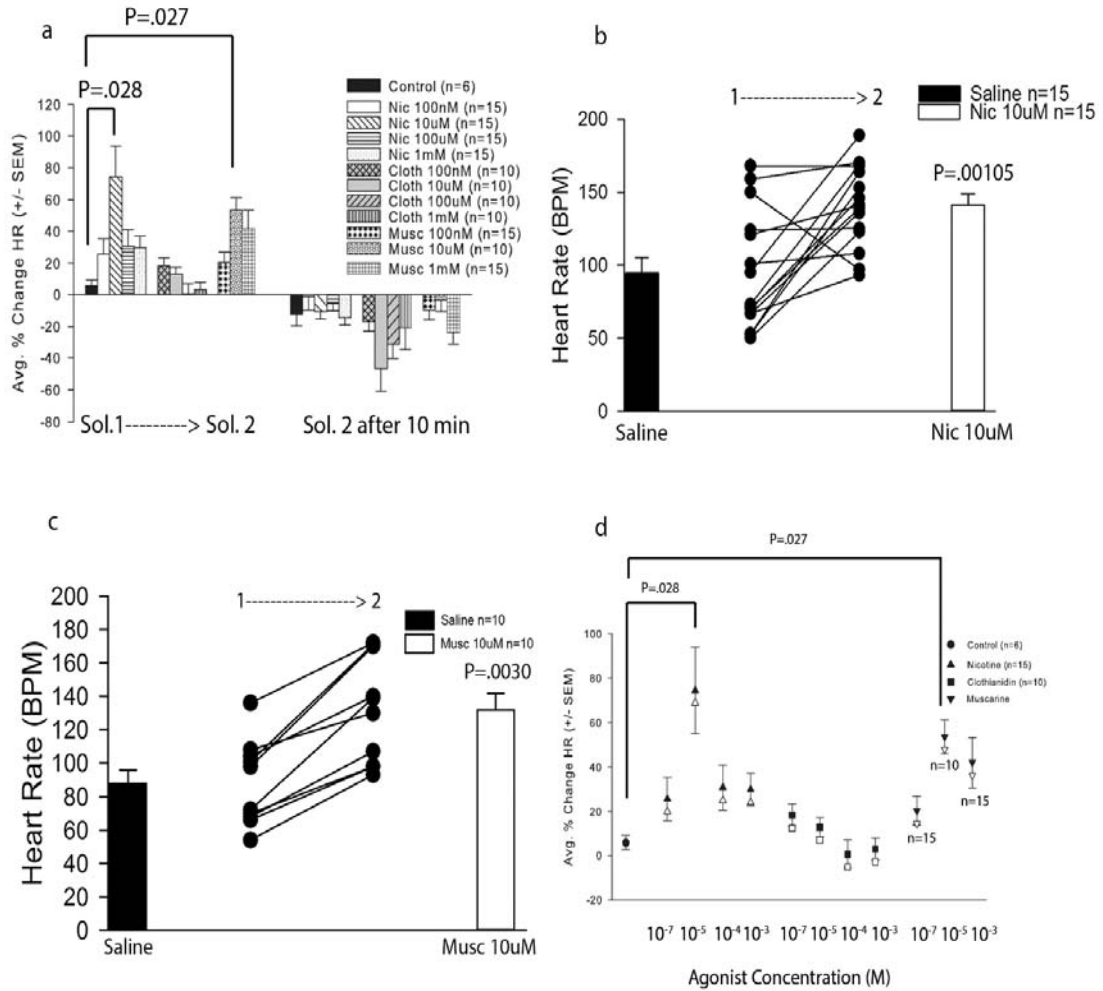 a
P=.027
P=.028
Avg. % Change HR (+/- SEM)
120
100
80
60
40
20
0
-20
-40
-60
-80
Control (n=6)
Nic 100nM (n=15)
Nic 10uM (n=15)
Nic 100uM (n=15)
Nic 1mM (n=15)
Cloth 100nM (n=10)
Cloth 10uM (n=10)
Cloth 100uM (n=10)
Cloth 1mM (n=10)
Musc 100nM (n=15)
Musc 10uM (n=10)
Musc 1mM (n=15)
Sol.1--------> Sol. 2
Sol. 2 after 10 min
b
1 ----------------> 2
Saline n=15
Nic 10uM n=15
P=.00105
Heart Rate (BPM)
200
150
100
50
0
Saline
Nic 10uM
c
1 ----------------> 2
Saline n=10
Musc 10uM n=10
P=.0030
Heart Rate (BPM)
200
180
160
140
120
100
80
60
40
20
0
Saline
Musc 10uM
d
P=.027
P=.028
Avg. % Change HR (+/- SEM)
100
80
60
40
20
0
-20
Control (n=6)
Nicotine (n=15)
Clothianidin (n=10)
Muscarine
n=10
n=15
n=15
10⁻⁷ 10⁻⁵ 10⁻⁴ 10⁻³ 10⁻⁷ 10⁻⁵ 10⁻⁴ 10⁻³ 10⁻⁷ 10⁻⁵ 10⁻³
Agonist Concentration (M)